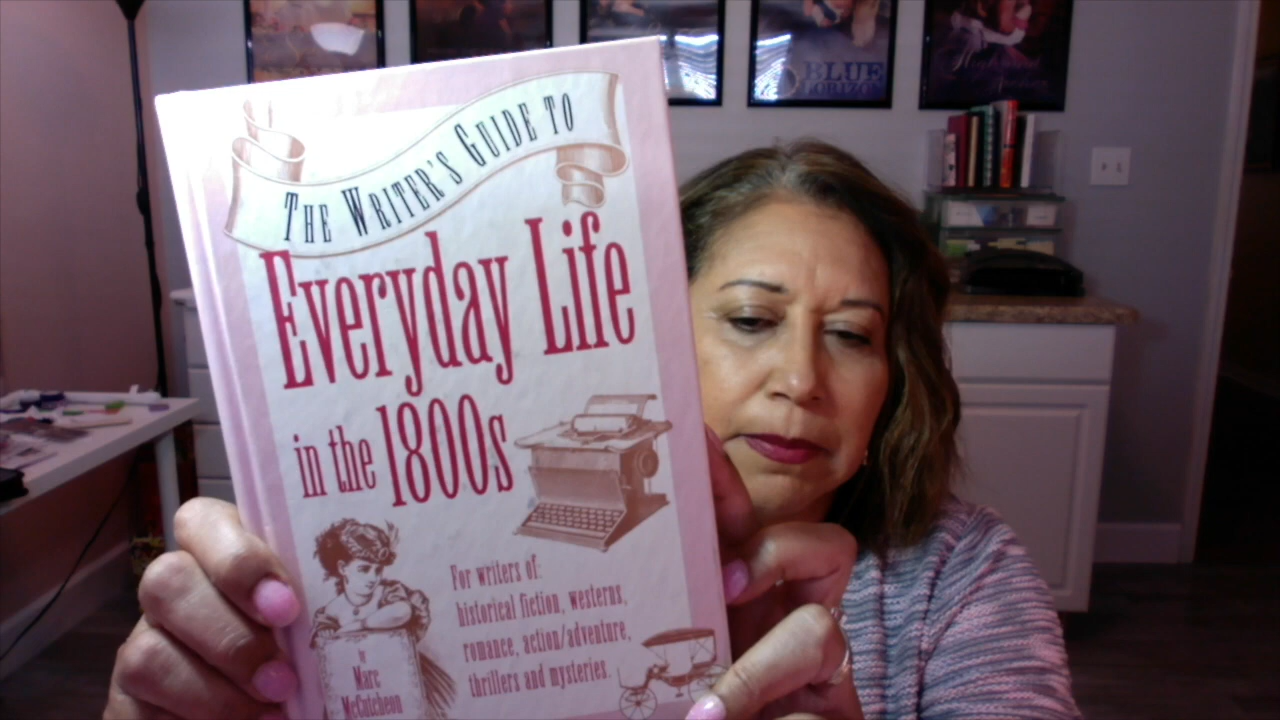 THE WRITER'S GUIDE TO
Everyday Life
in the 1800s
For writers of:
historical fiction, westerns,
romance, action/adventure,
thrillers and mysteries.
by
Marc
McCutcheon
BLUE
HORIZON